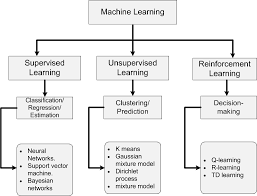 Machine Learning
Supervised
Learning
Unsupervised
Learning
Reinforcement
Learning
Classification/
Regression/
Estimation
Clustering/
Prediction
Decision-
making
• Neural
Networks.
• Support vector
machine.
• Bayesian
networks
• K means
• Gaussian
mixture model
• Dirichlet
process
mixture model
• Q-learning
• R-learning
• TD learning